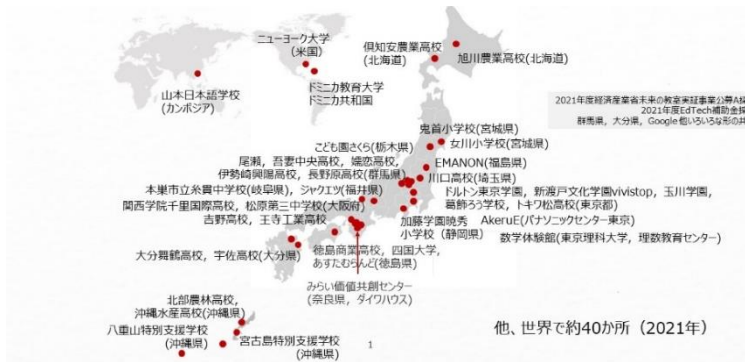 ニューヨーク大学
(米国)
倶知安農業高校
(北海道)
旭川農業高校(北海道)
山本日本語学校
(カンボジア)
ドミニカ教育大学
ドミニカ共和国
2021年度経済産業省未来の教室実証事業公募A採
2021年度EdTech補助金採
群馬県，大分県，Google他いろいろな形の共
鬼首小学校(宮城県)
女川小学校(宮城県)
こども園さくら(栃木県)
尾瀬，吾妻中央高校，嬬恋高校，
伊勢崎興陽高校，長野原高校(群馬県)
EMANON(福島県)
川口高校(埼玉県)
本巣市立糸貫中学校(岐阜県)，ジャクエツ(福井県)
ドルトン東京学園，新渡戸文化学園vivistop，玉川学園，
葛飾ろう学校，トキワ松高校(東京都)
関西学院千里国際高校，松原第三中学校(大阪府)
吉野高校，王寺工業高校
加藤学園暁秀
小学校（静岡県）
AkeruE(パナソニックセンター東京)
数学体験館(東京理科大学，理数教育センター)
大分舞鶴高校，宇佐高校(大分県)
徳島商業高校，四国大学，
あすたむらんど(徳島県)
みらい価値共創センター
(奈良県，ダイワハウス)
北部農林高校，
沖縄水産高校(沖縄県)
八重山特別支援学校
(沖縄県)
宮古島特別支援学校
(沖縄県)
1
他、世界で約40か所（2021年）